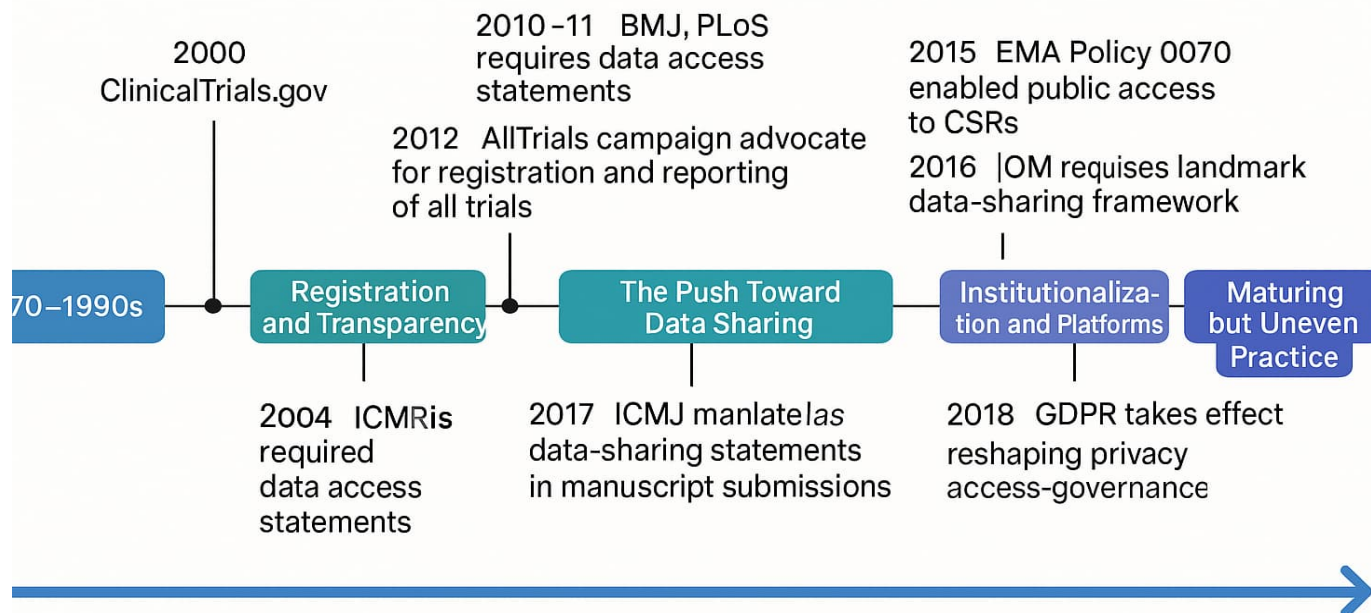 2000
ClinicalTrials.gov
2010–11 BMJ, PLoS
requires data access
statements
2012 AllTrials campaign advocate
for registration and reporting
of all trials
2015 EMA Policy 0070
enabled public access
to CSRs
2016 |OM requises landmark
data-sharing framework
70–1990s
Registration
and Transparency
The Push Toward
Data Sharing
Institutionaliza-
tion and Platforms
Maturing
but Uneven
Practice
2004 ICMRis
required
data access
statements
2017 ICMJ manlatelas
data-sharing statements
in manuscript submissions
2018 GDPR takes effect
reshaping privacy
access-governance